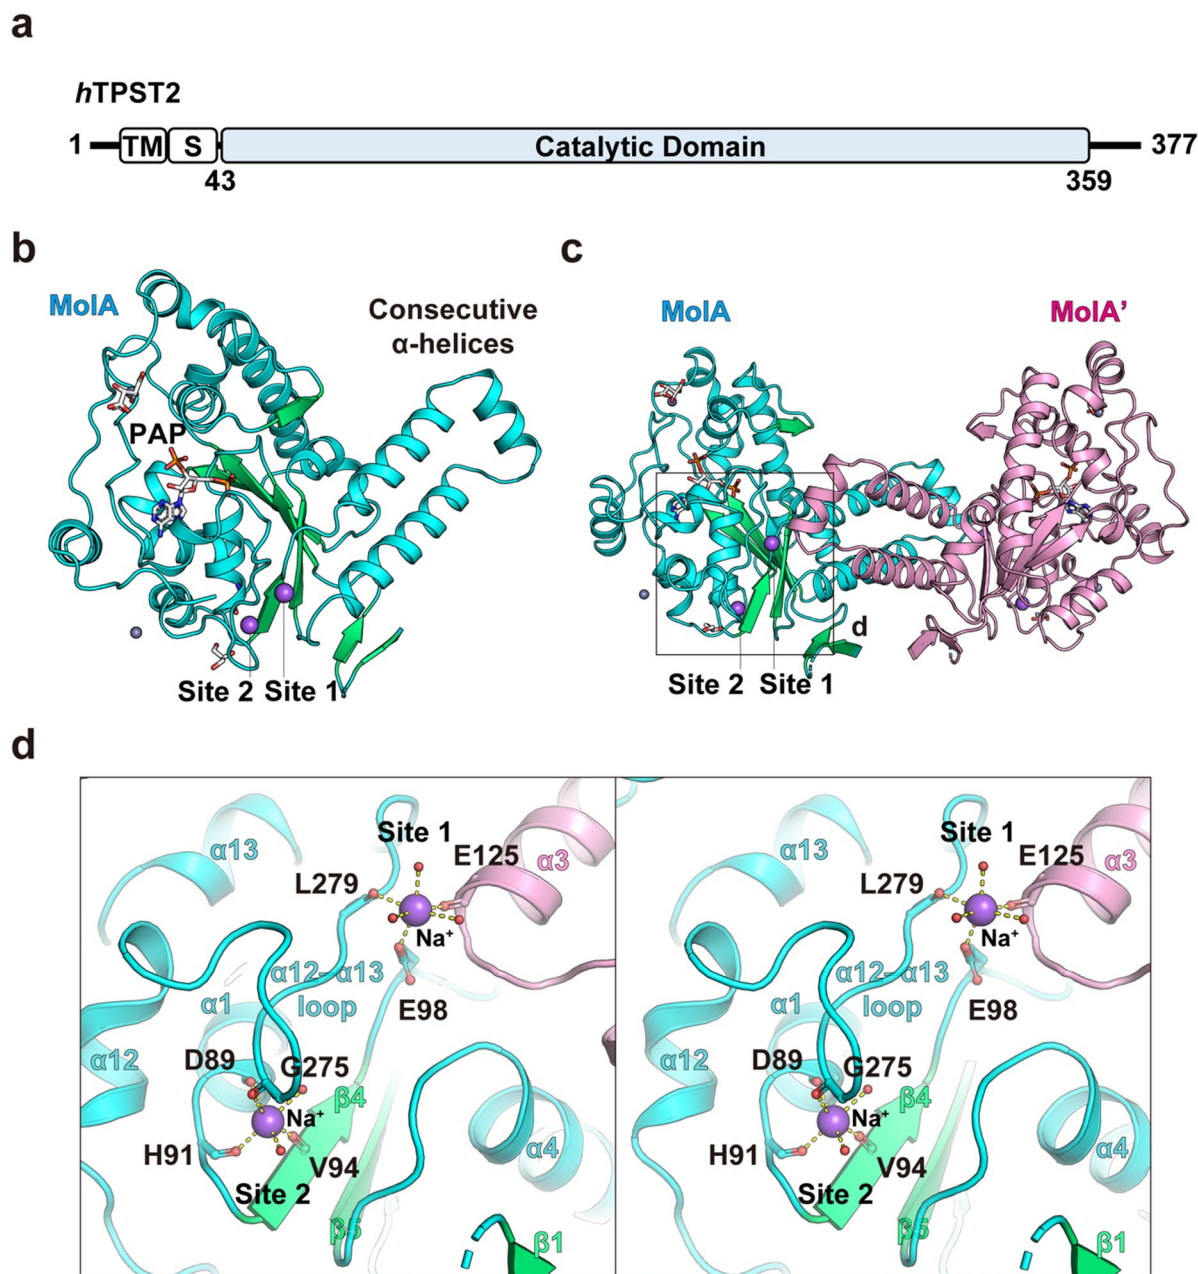 a
hTPST2
1 TM S Catalytic Domain 377
43 359
b
MolA
Consecutive
α-helices
PAP
Site 2 Site 1
c
MolA MolA’
d
Site 2 Site 1
d
Site 1
α13
E125
α3
L279
Na⁺
α12–α13
loop
α1
E98
α12
D89
G275
β4
Na⁺
H91
V94
α4
Site 2
β5
β1
Site 1
α13
E125
α3
L279
Na⁺
α12–α13
loop
α1
E98
α12
D89
G275
β4
Na⁺
H91
V94
α4
Site 2
β5
β1